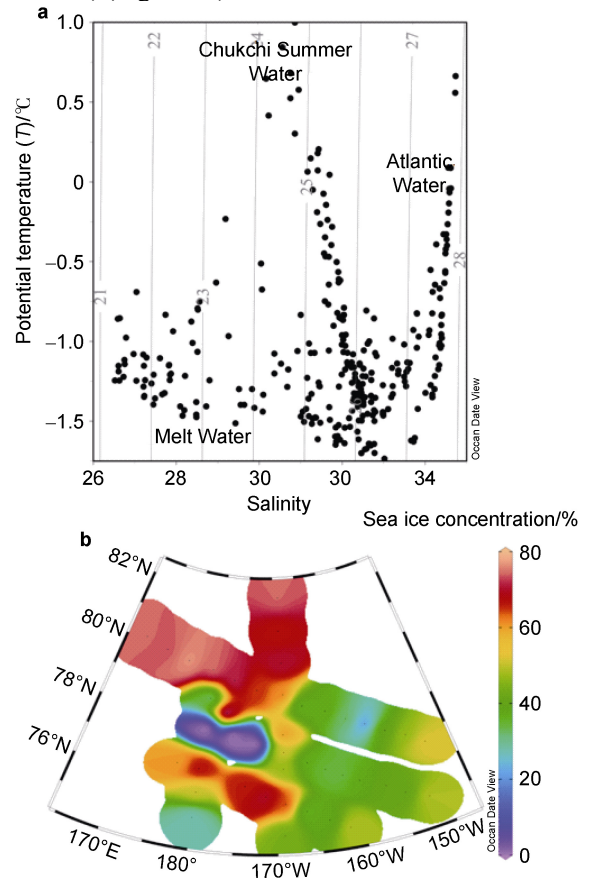 a
1.0
0.5
0
−0.5
−1.0
−1.5
Potential temperature (T)/℃
22
24
27
21
23
25
28
Chukchi Summer
Water
Atlantic
Water
Melt Water
26
28
30
30
34
Salinity
Occan Date View
b
Sea ice concentration/%
82°N
80°N
78°N
76°N
170°E
180°
170°W
160°W
150°W
80
60
40
20
0
Occan Date View